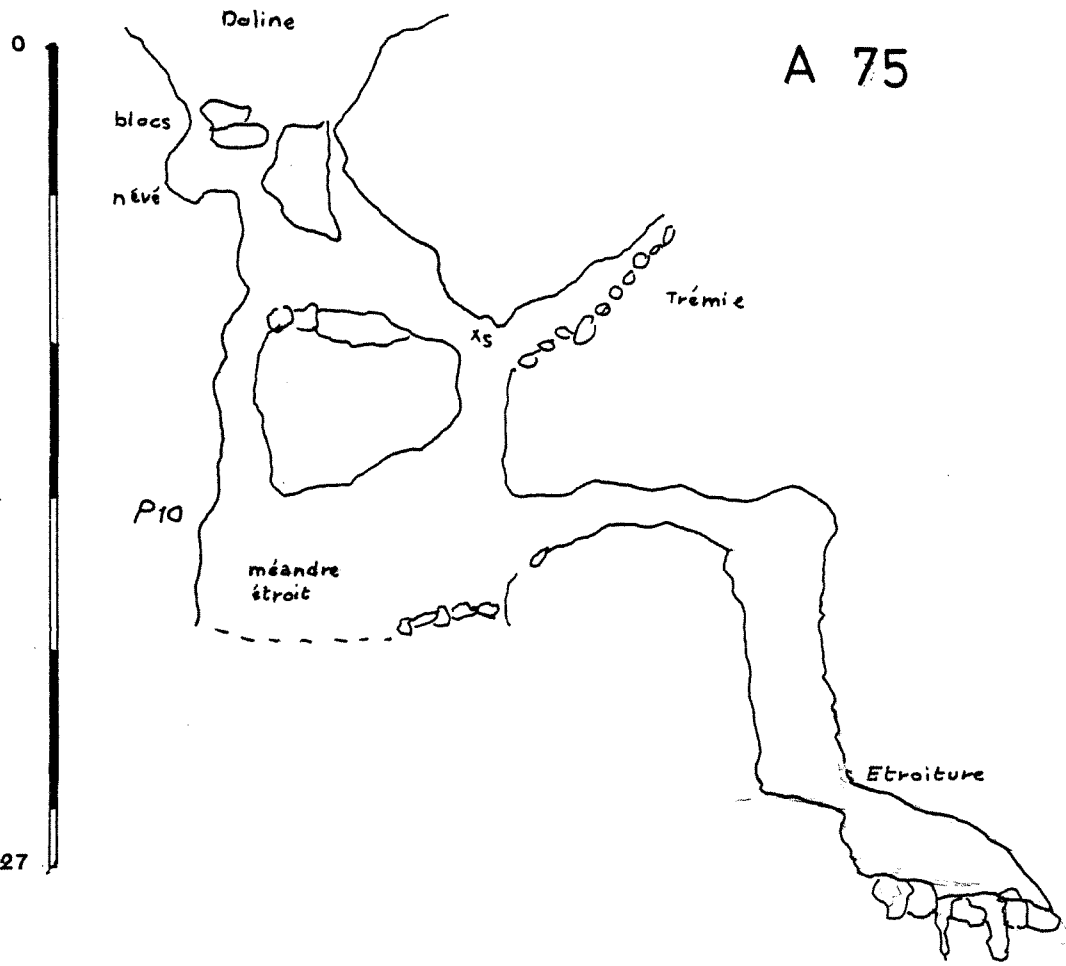 Doline
0
A 75
blocs
névé
Trémie
xs
P10
méandre
étroit
Etroiture
27